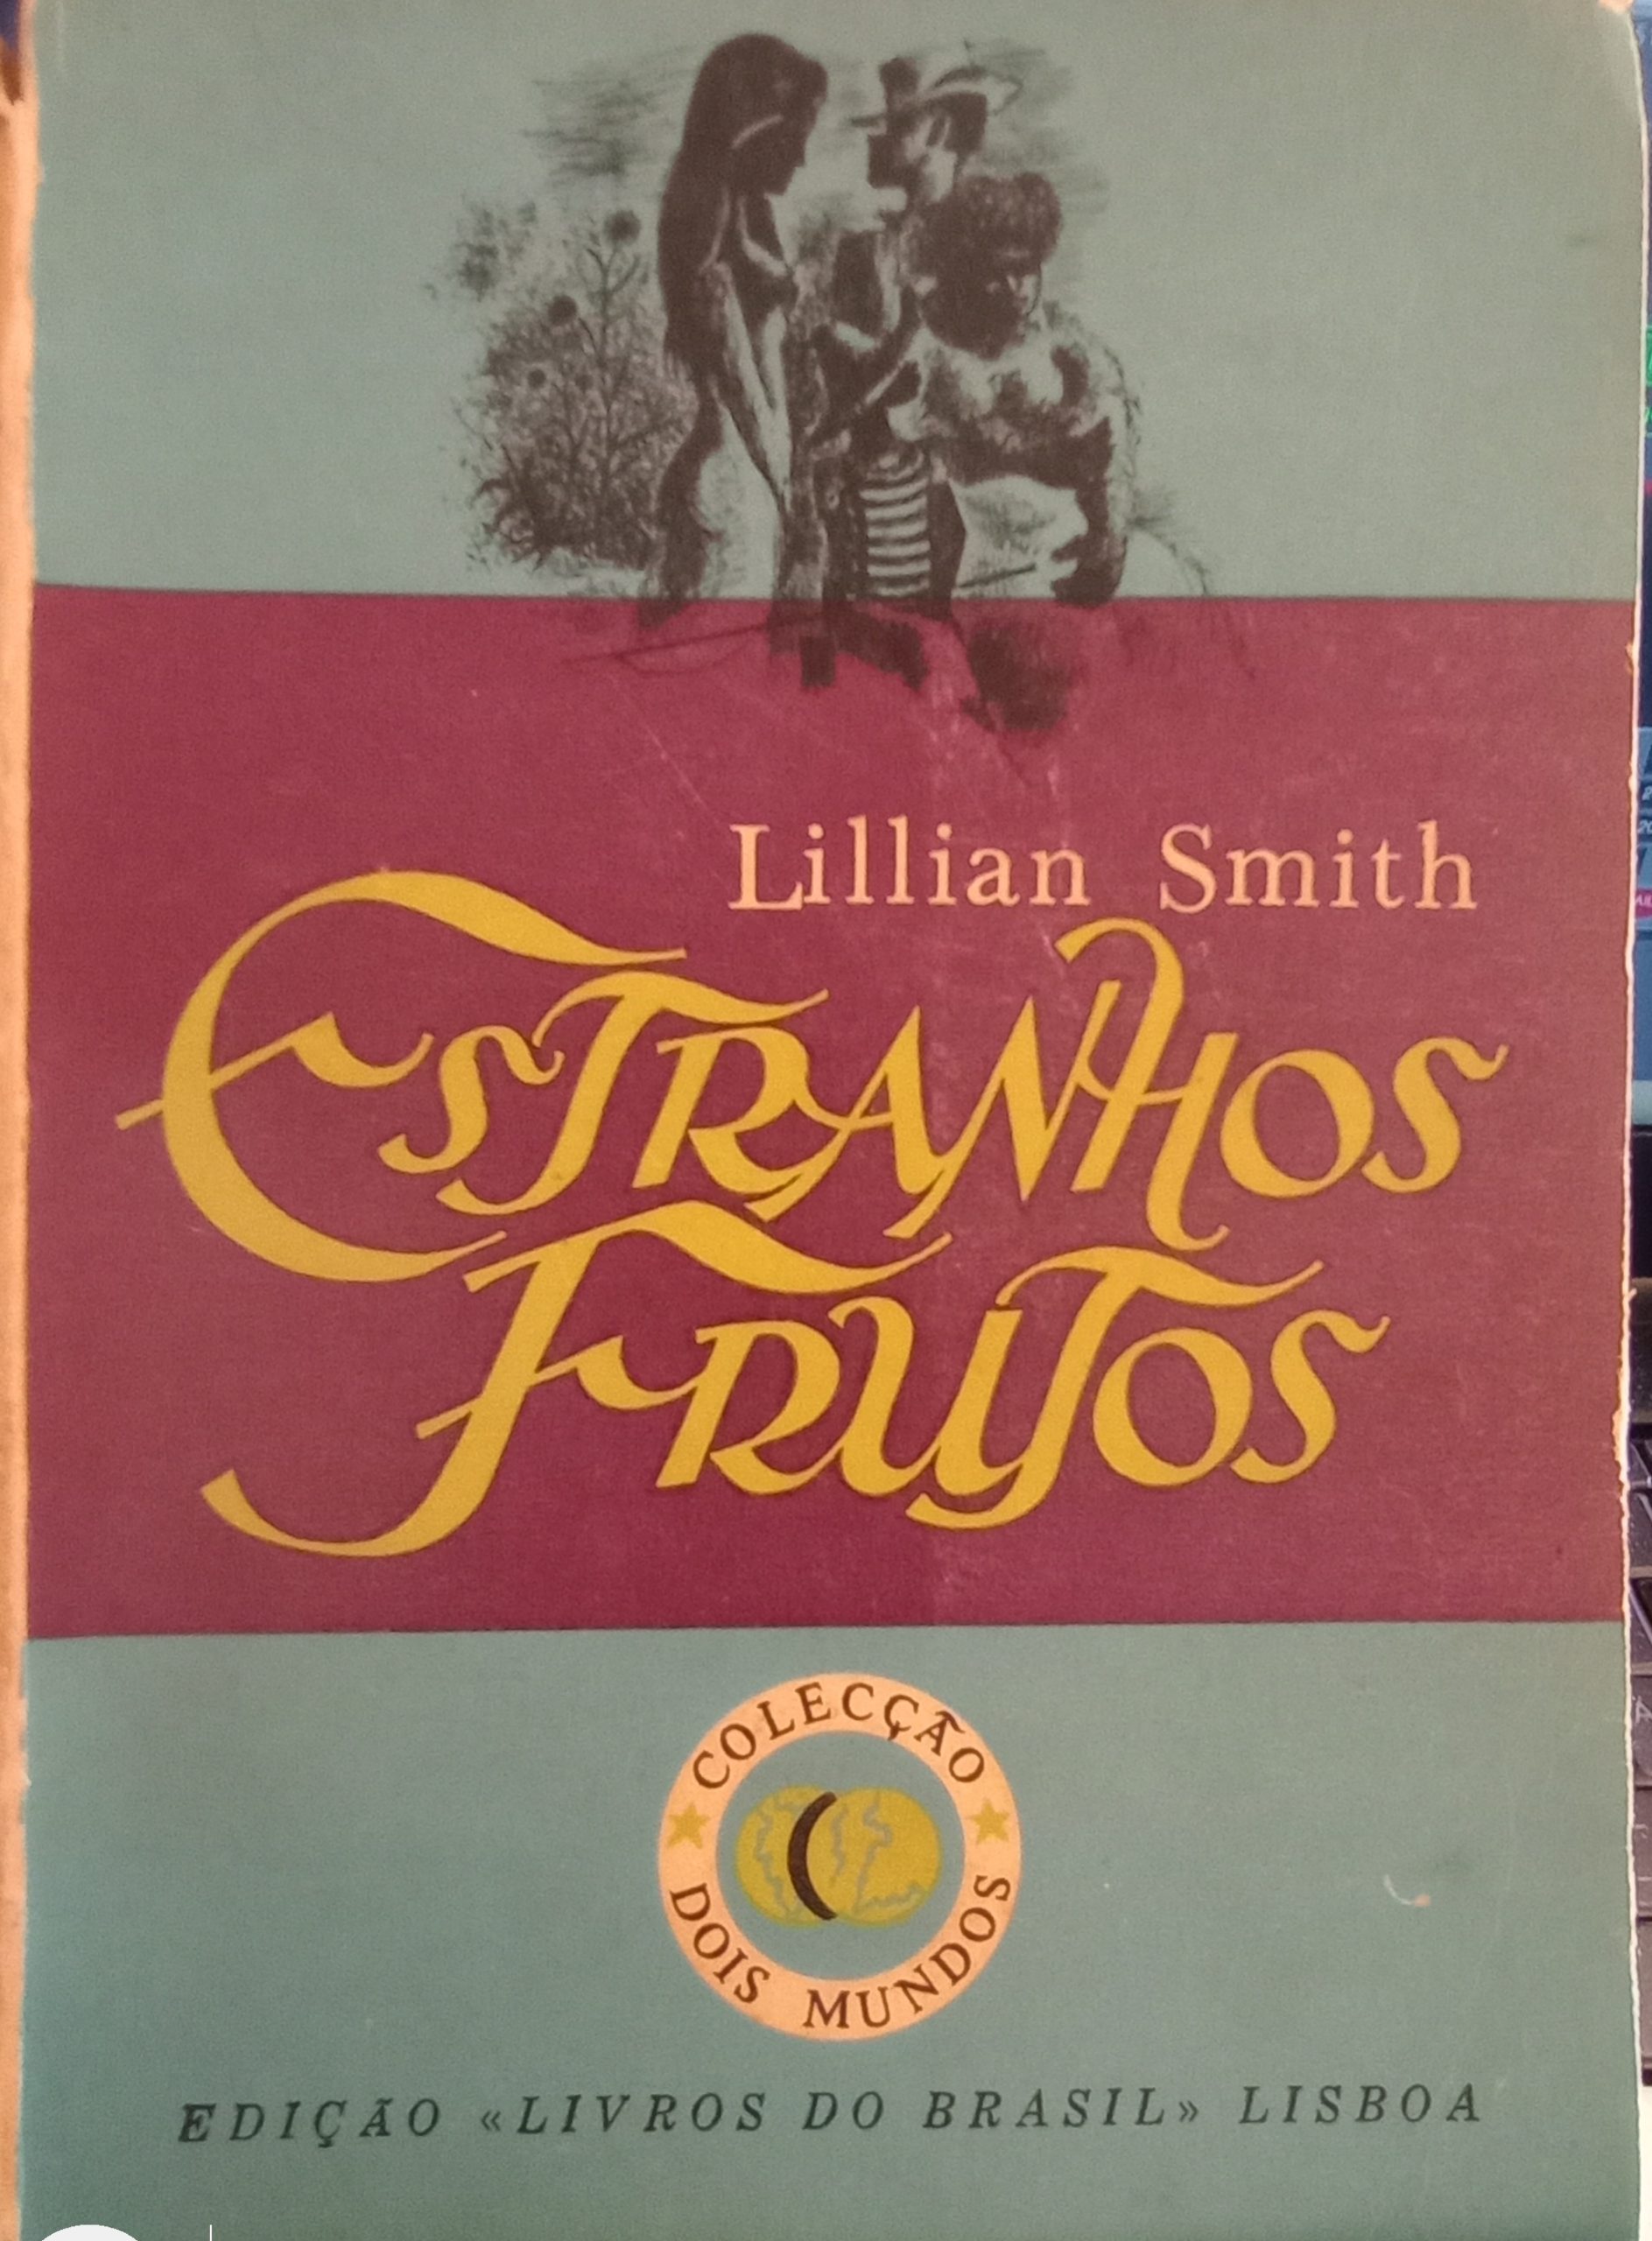 Lillian Smith
ESTRANHOS
FRUTOS
COLECÇÃO
DOIS MUNDOS
EDIÇÃO «LIVROS DO BRASIL» LISBOA